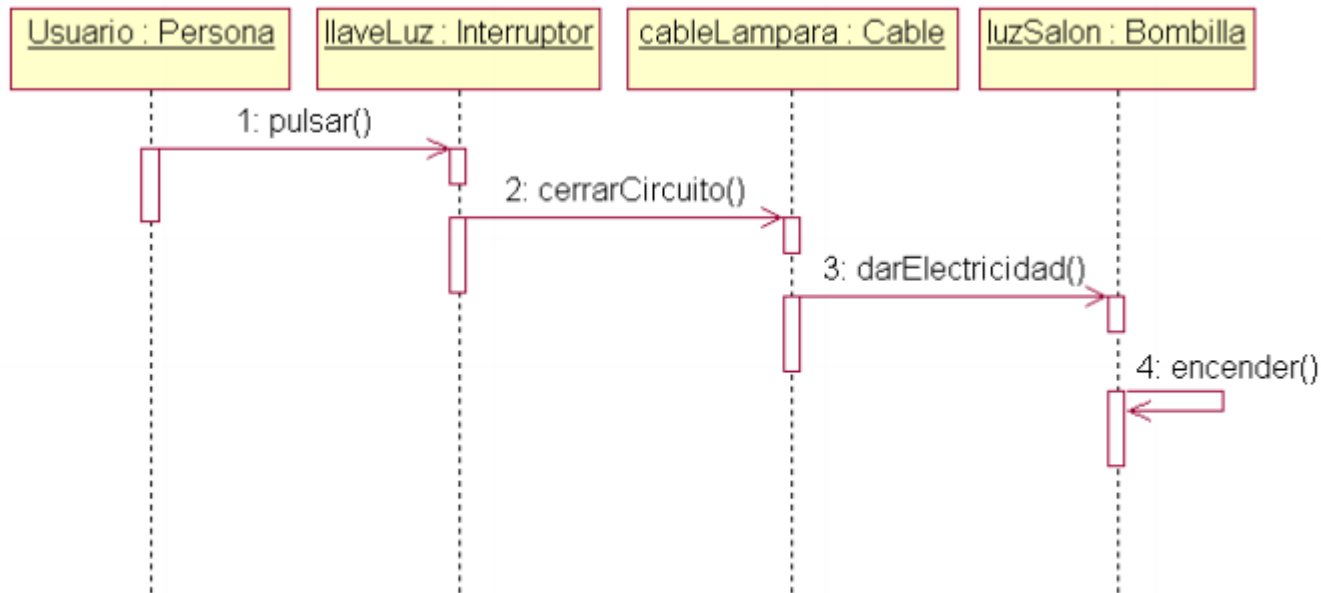 Usuario : Persona
llaveLuz : Interruptor
cableLampara : Cable
luzSalon : Bombilla
1: pulsar()
2: cerrarCircuito()
3: darElectricidad()
4: encender()